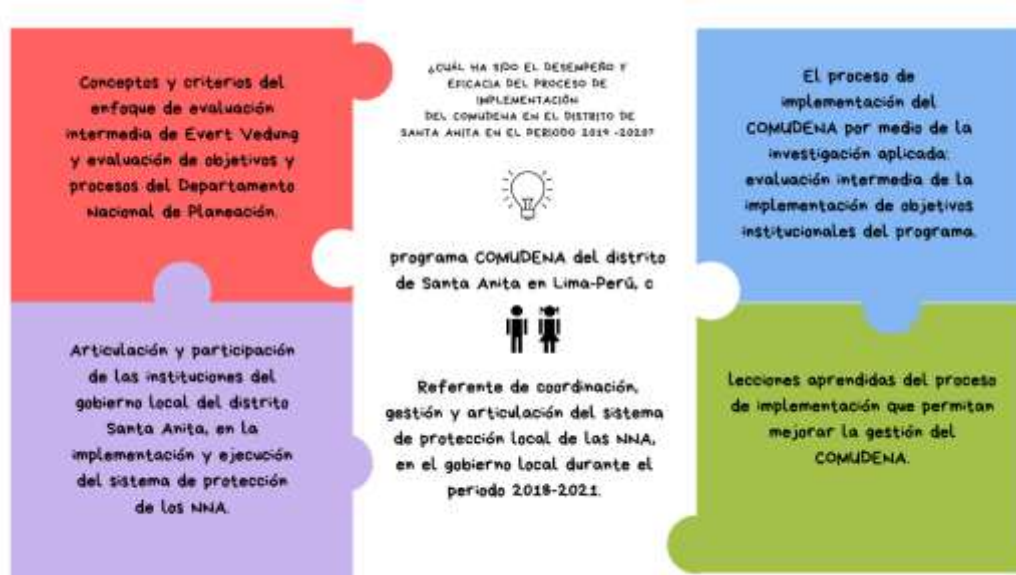 Conceptos y criterios del
enfoque de evaluación
intermedia de Evert Vedung
y evaluación de objetivos y
procesos del Departamento
Nacional de Planeación.
Articulación y participación
de las instituciones del
gobierno local del distrito
Santa Anita, en la
implementación y ejecución
del sistema de protección
de los NNA.
¿CUÁL HA SIDO EL DESEMPEÑO Y
EFICACIA DEL PROCESO DE
IMPLEMENTACIÓN
DEL COMUDENA EN EL DISTRITO DE
SANTA ANITA EN EL PERIODO 2019 -2020?
programa COMUDENA del distrito
de Santa Anita en Lima-Perú, c
Referente de coordinación,
gestión y articulación del sistema
de protección local de las NNA,
en el gobierno local durante el
periodo 2018-2021.
El proceso de
implementación del
COMUDENA por medio de la
investigación aplicada:
evaluación intermedia de la
implementación de objetivos
institucionales del programa.
Lecciones aprendidas del proceso
de implementación que permitan
mejorar la gestión del
COMUDENA.